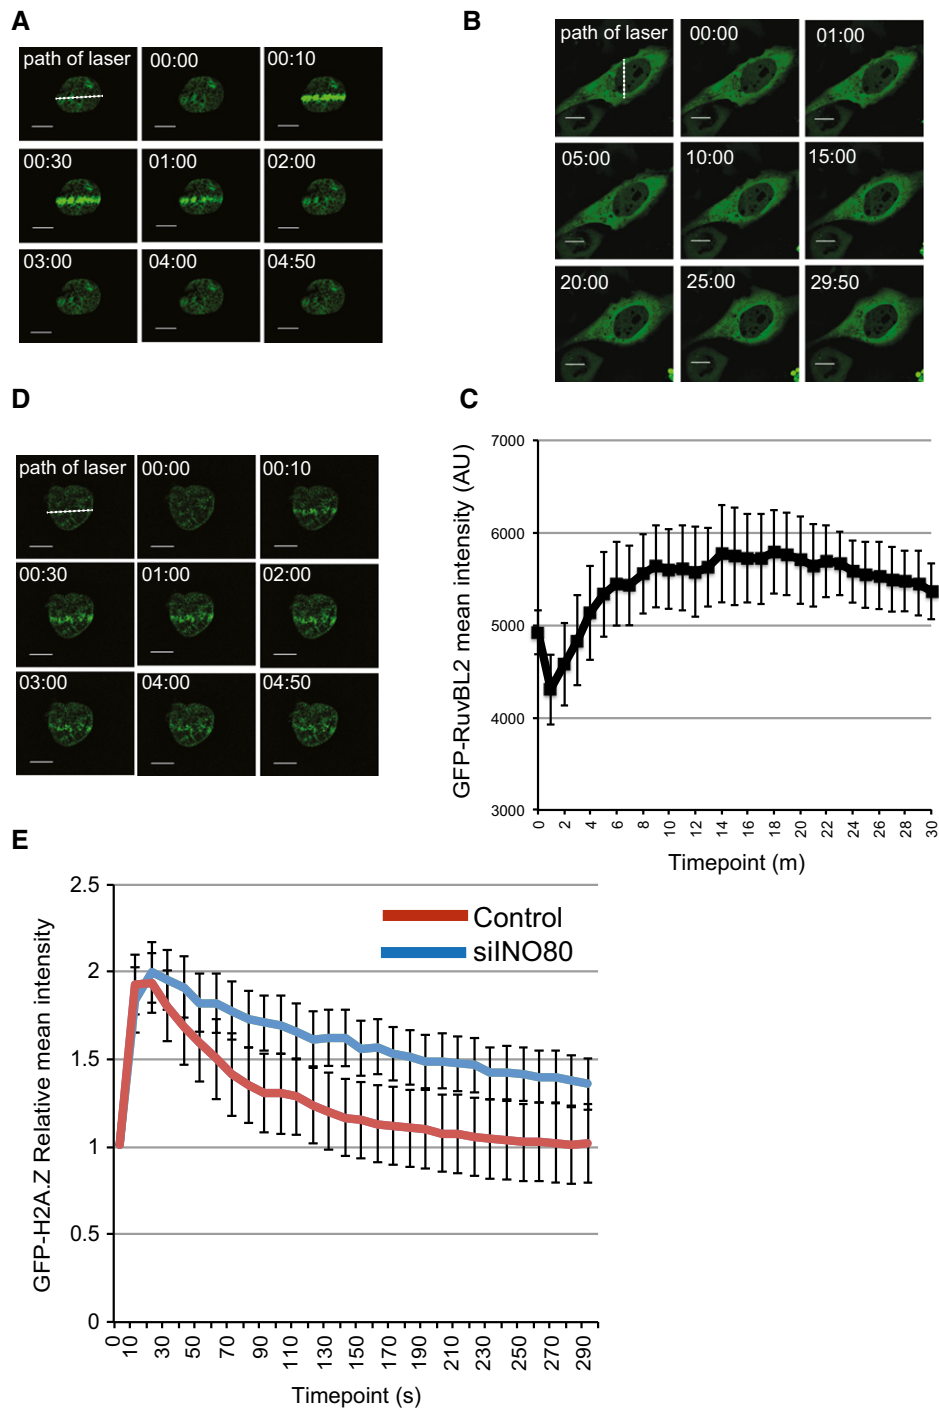 A
path of laser 00:00 00:10
00:30 01:00 02:00
03:00 04:00 04:50
B
path of laser 00:00 01:00
05:00 10:00 15:00
20:00 25:00 29:50
D
path of laser 00:00 00:10
00:30 01:00 02:00
03:00 04:00 04:50
C
GFP-RuvBL2 mean intensity (AU)
7000
6000
5000
4000
3000
0 2 4 6 8 10 12 14 16 18 20 22 24 26 28 30
Timepoint (m)
E
GFP-H2A.Z Relative mean intensity
2.5
2
1.5
1
0.5
0
Control
siINO80
0 10 30 50 70 90 110 130 150 170 190 210 230 250 270 290
Timepoint (s)